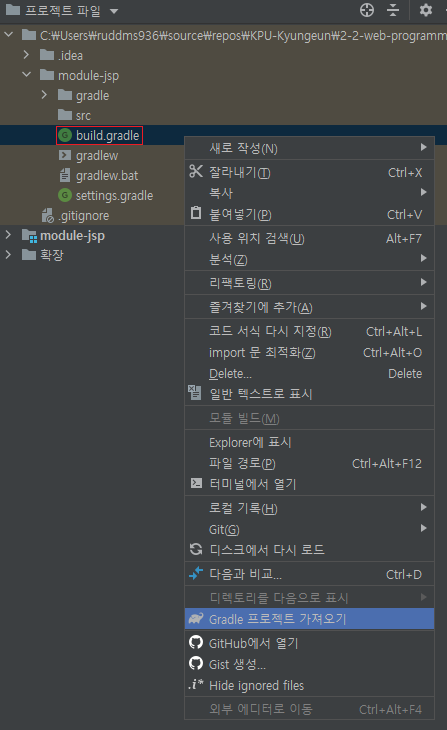 프로젝트 파일
C:₩Users₩ruddms936₩source₩repos₩KPU-Kyungeun₩2-2-web-programm
.idea
module-jsp
gradle
src
build.gradle
gradlew
gradlew.bat
settings.gradle
.gitignore
module-jsp
확장
새로 작성(N)
잘라내기(T) Ctrl+X
복사
붙여넣기(P) Ctrl+V
사용 위치 검색(U) Alt+F7
분석(Z)
리팩토링(R)
즐겨찾기에 추가(A)
코드 서식 다시 지정(R) Ctrl+Alt+L
import 문 최적화(Z) Ctrl+Alt+O
Delete... Delete
일반 텍스트로 표시
모듈 빌드(M)
Explorer에 표시
파일 경로(P) Ctrl+Alt+F12
터미널에서 열기
로컬 기록(H)
Git(G)
디스크에서 다시 로드
다음과 비교... Ctrl+D
디렉토리를 다음으로 표시
Gradle 프로젝트 가져오기
GitHub에서 열기
Gist 생성...
.i* Hide ignored files
외부 에디터로 이동 Ctrl+Alt+F4